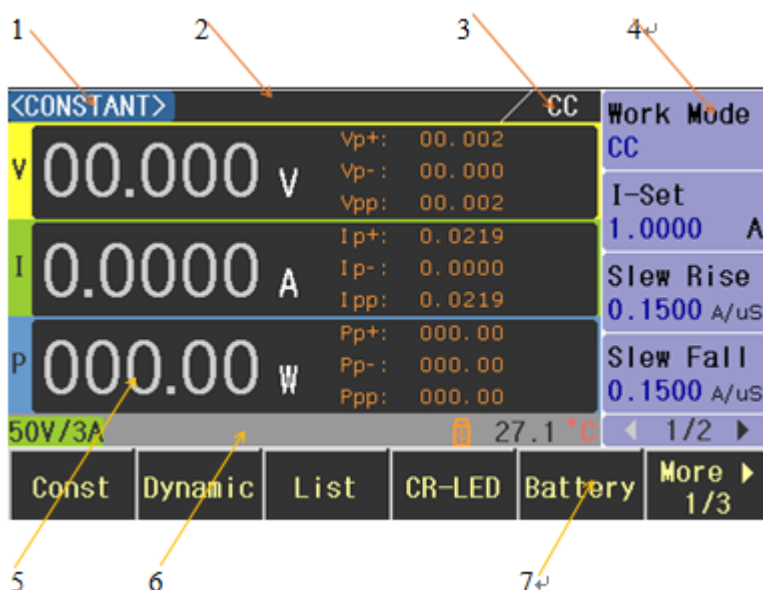 1 2 3 4↵
<CONSTANT> CC
V 00.000 V
Vp+: 00.002
Vp-: 00.000
Vpp: 00.002
I 0.0000 A
Ip+: 0.0219
Ip-: 0.0000
Ipp: 0.0219
P 000.00 W
Pp+: 000.00
Pp-: 000.00
Ppp: 000.00
50V/3A 27.1 °C
Work Mode
CC
I-Set
1.0000 A
Slew Rise
0.1500 A/uS
Slew Fall
0.1500 A/uS
◀ 1/2 ▶
Const Dynamic List CR-LED Battery More ▶
1/3
5 6 7↵